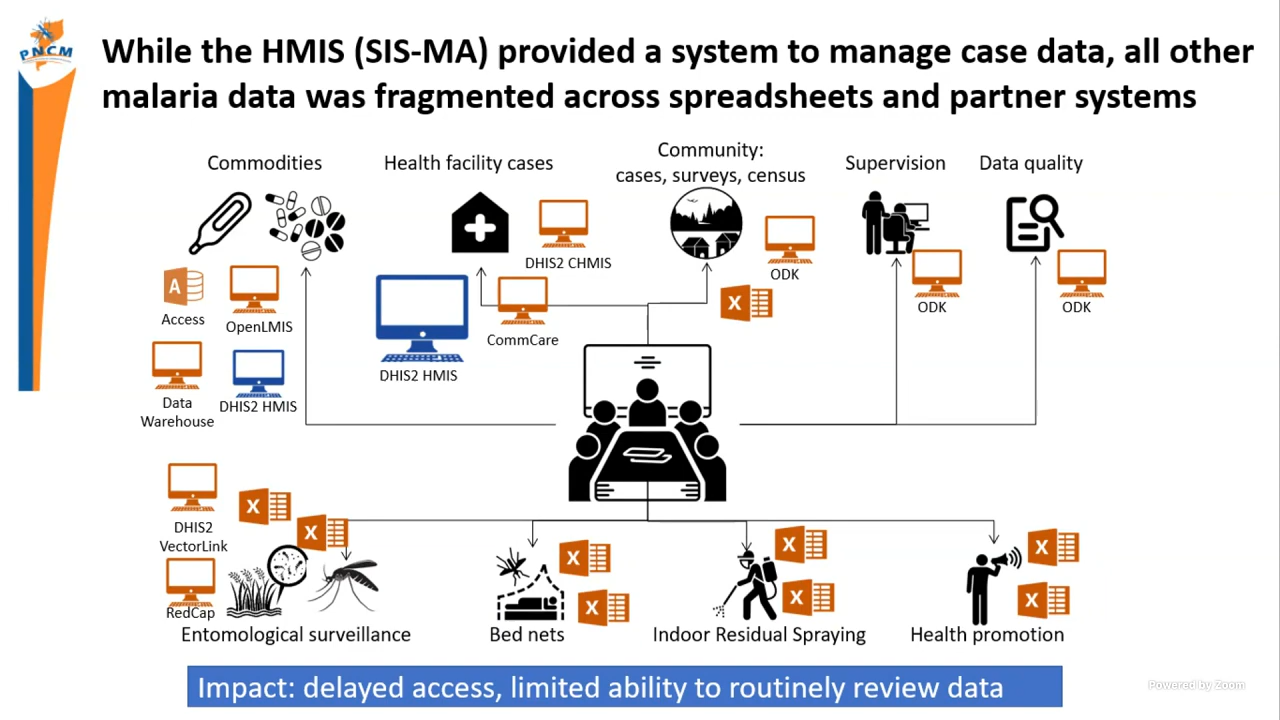 PNCM
While the HMIS (SIS-MA) provided a system to manage case data, all other
malaria data was fragmented across spreadsheets and partner systems
Commodities
Health facility cases
Community:
cases, surveys, census
Supervision
Data quality
DHIS2 CHMIS
ODK
A
Access
OpenLMIS
X
CommCare
ODK
ODK
DHIS2 HMIS
Data
Warehouse
DHIS2 HMIS
DHIS2
VectorLink
X
X
RedCap
X
X
X
X
X
X
Entomological surveillance
Bed nets
Indoor Residual Spraying
Health promotion
Impact: delayed access, limited ability to routinely review data
Powered by Zoom